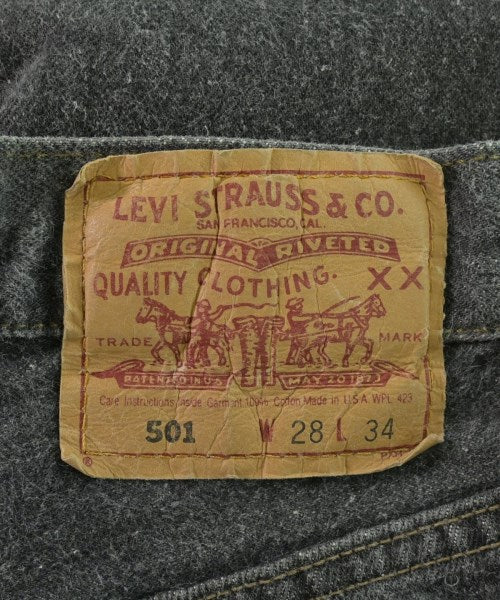 LEVI STRAUSS & CO.
SAN FRANCISCO, CAL.
ORIGINAL RIVETED
QUALITY CLOTHING. XX
TRADE MARK
PATENTED IN U.S. MAY 20 1873
Care Instructions Inside Garment 100% Cotton Made in U.S.A. WPL 423
501 W 28 L 34
®